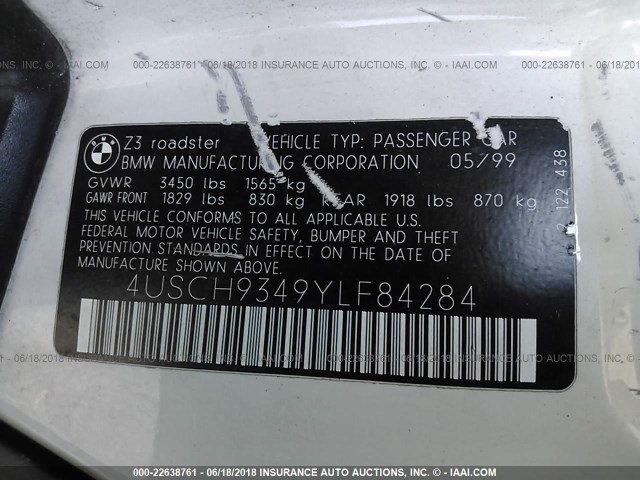 000-22638761 - 06/18/2018 INSURANCE AUTO AUCTIONS, INC. - © - IAAI.COM
BMW
Z3 roadster VEHICLE TYP: PASSENGER CAR
BMW MANUFACTURING CORPORATION 05/99
GVWR 3450 lbs 1565 kg
GAWR FRONT 1829 lbs 830 kg REAR 1918 lbs 870 kg
THIS VEHICLE CONFORMS TO ALL APPLICABLE U.S.
FEDERAL MOTOR VEHICLE SAFETY, BUMPER AND THEFT
PREVENTION STANDARDS IN EFFECT ON THE DATE OF
MANUFACTURE SHOWN ABOVE.
4USCH9349YLF84284
122 438
000-22638761 - 06/18/2018 INSURANCE AUTO AUCTIONS, INC. - © - IAAI.COM